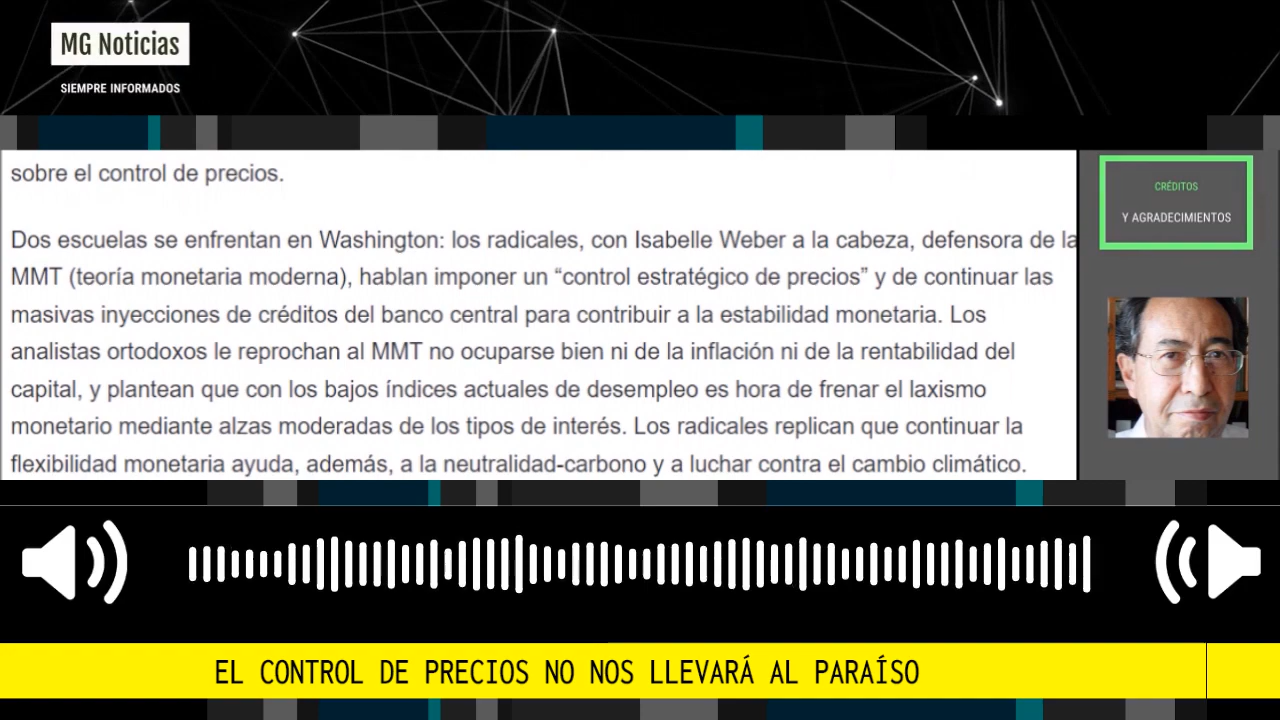 MG Noticias
SIEMPRE INFORMADOS
sobre el control de precios.
Dos escuelas se enfrentan en Washington: los radicales, con Isabelle Weber a la cabeza, defensora de la
MMT (teoría monetaria moderna), hablan imponer un “control estratégico de precios” y de continuar las
masivas inyecciones de créditos del banco central para contribuir a la estabilidad monetaria. Los
analistas ortodoxos le reprochan al MMT no ocuparse bien ni de la inflación ni de la rentabilidad del
capital, y plantean que con los bajos índices actuales de desempleo es hora de frenar el laxismo
monetario mediante alzas moderadas de los tipos de interés. Los radicales replican que continuar la
flexibilidad monetaria ayuda, además, a la neutralidad-carbono y a luchar contra el cambio climático.
CRÉDITOS
Y AGRADECIMIENTOS
EL CONTROL DE PRECIOS NO NOS LLEVARÁ AL PARAÍSO